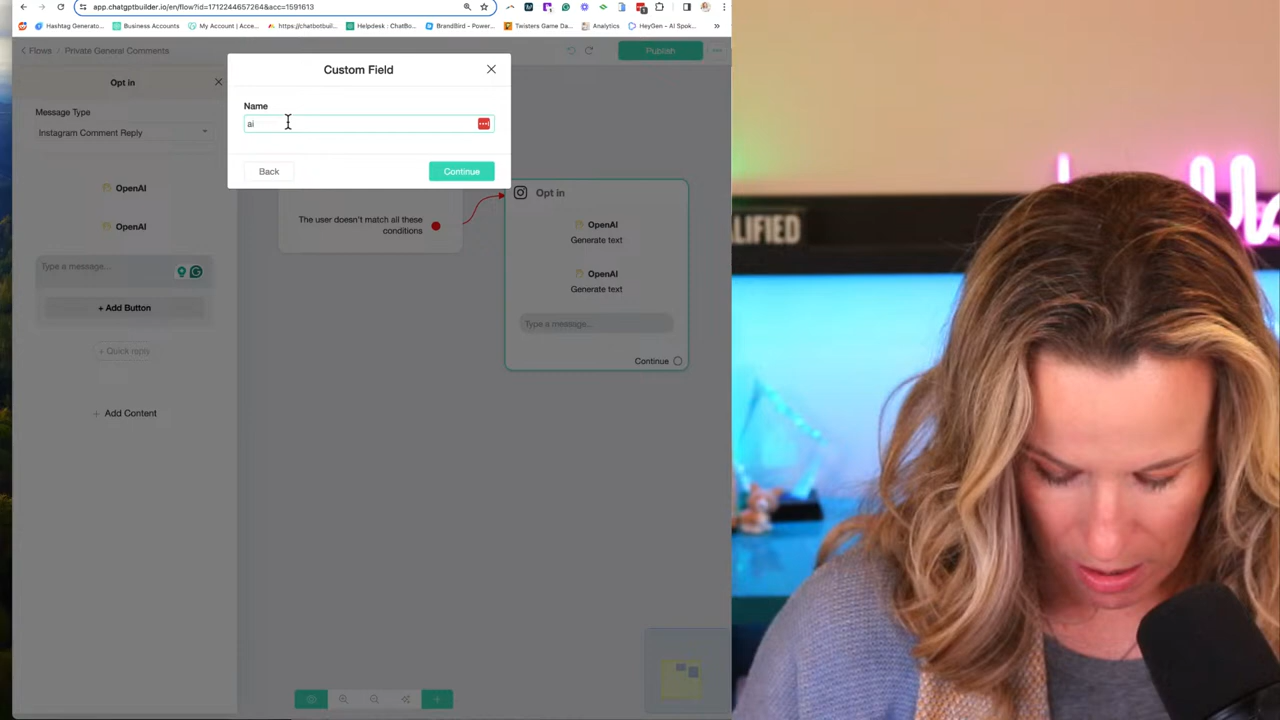 app.chatgptbuilder.io/en/flow?id=1712244657264&acc=1591613
Hashtag Generato...
Business Accounts
My Account | Acce...
https://chatbotbuil...
Helpdesk : ChatBo...
BrandBird – Power...
Twisters Game Da...
Analytics
HeyGen - AI Spok...
Flows / Private General Comments
Publish
Opt in
Message Type
Instagram Comment Reply
OpenAI
OpenAI
Type a message...
+ Add Button
+ Quick reply
+ Add Content
Custom Field
Name
ai
Back
Continue
The user doesn't match all these
conditions
Opt in
OpenAI
Generate text
OpenAI
Generate text
Type a message...
Continue
ALIFIED